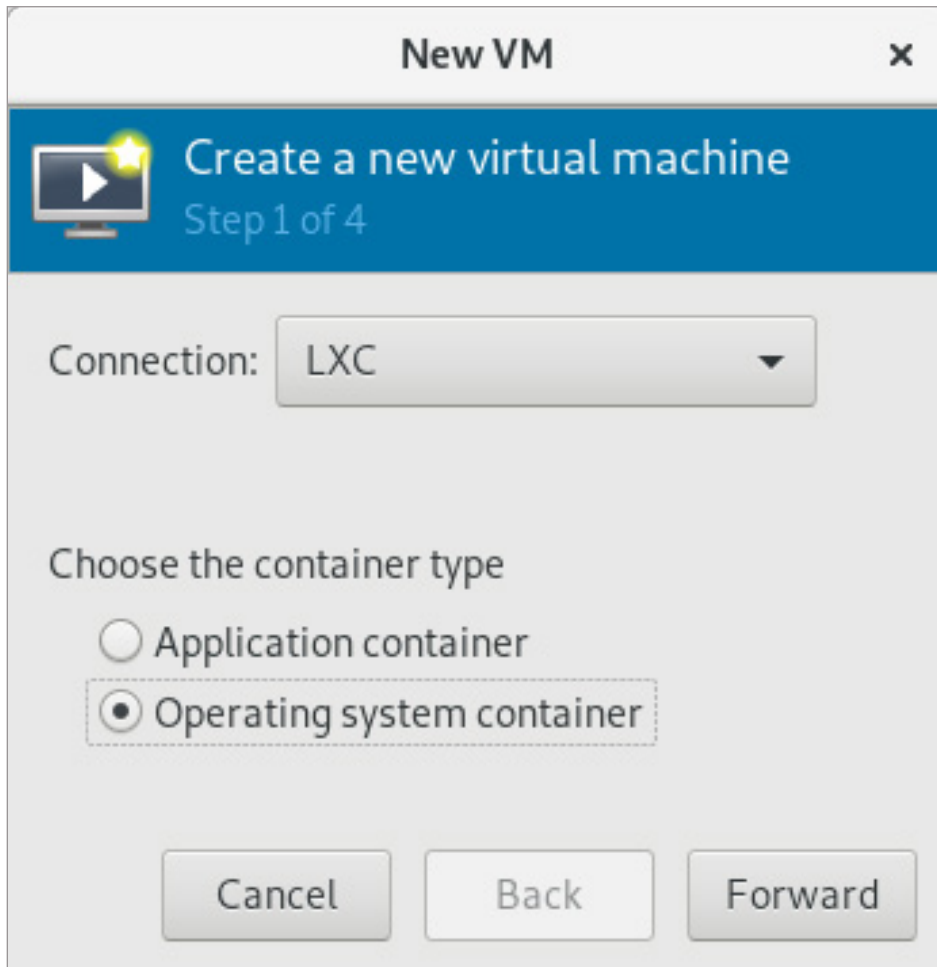 New VM
Create a new virtual machine
Step 1 of 4
Connection: LXC
Choose the container type
Application container
Operating system container
Cancel Back Forward